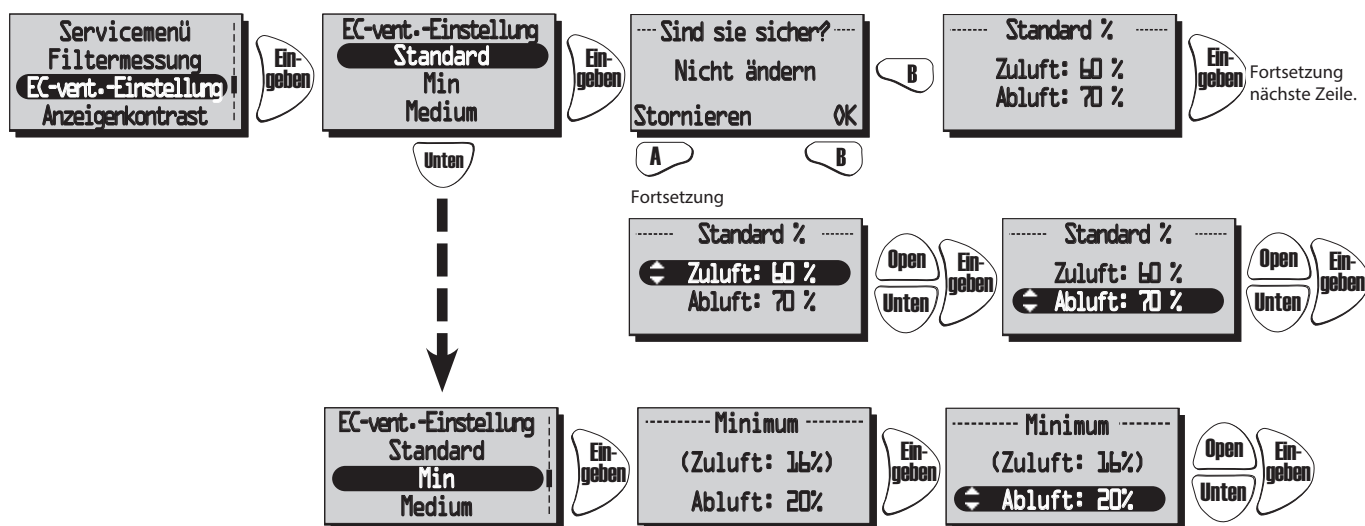 Servicemenü
Filtermessung
EC-vent.-Einstellung
Anzeigenkontrast
Ein-
geben
EC-vent.-Einstellung
Standard
Min
Medium
Unten
Ein-
geben
Sind sie sicher?
Nicht ändern
Stornieren OK
A B
B
Standard %
Zuluft: 60 %
Abluft: 70 %
Ein-
geben
Fortsetzung
nächste Zeile.
Fortsetzung
Standard %
Zuluft: 60 %
Abluft: 70 %
Open
Unten
Ein-
geben
Standard %
Zuluft: 60 %
Abluft: 70 %
Open
Unten
Ein-
geben
EC-vent.-Einstellung
Standard
Min
Medium
Ein-
geben
Minimum
(Zuluft: 16%)
Abluft: 20%
Ein-
geben
Minimum
(Zuluft: 16%)
Abluft: 20%
Open
Unten
Ein-
geben